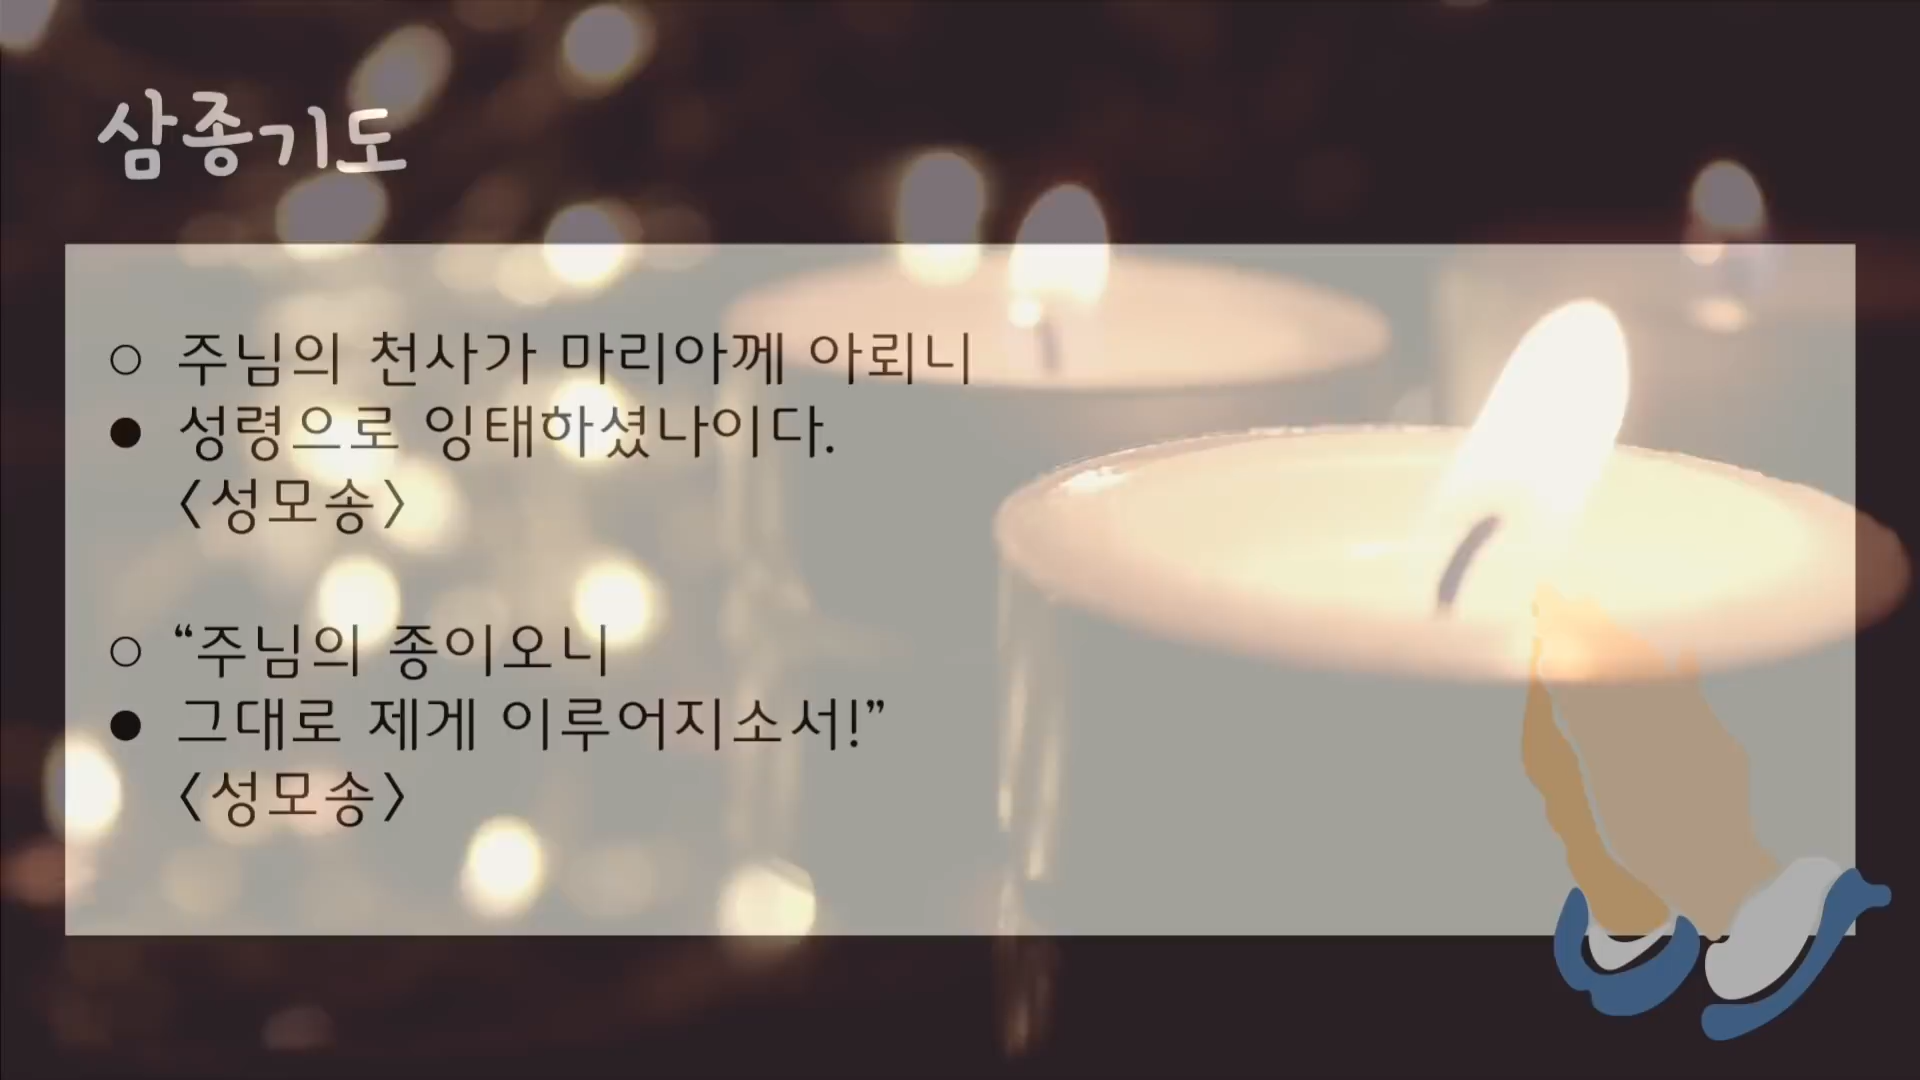 삼종기도
○ 주님의 천사가 마리아께 아뢰니
● 성령으로 잉태하셨나이다.
〈성모송〉
○ “주님의 종이오니
● 그대로 제게 이루어지소서!”
〈성모송〉